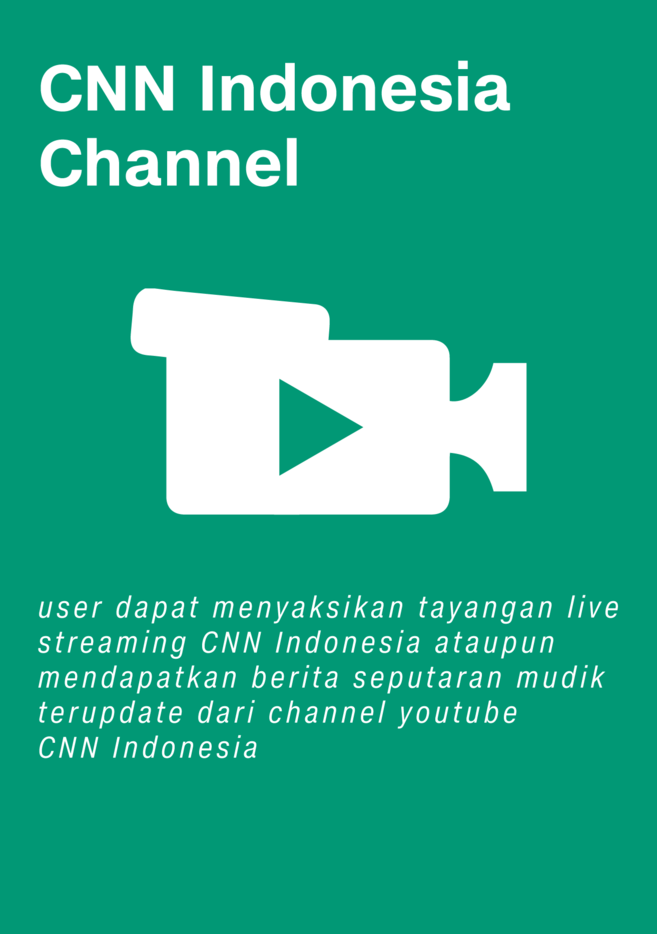 CNN Indonesia
Channel
user dapat menyaksikan tayangan live
streaming CNN Indonesia ataupun
mendapatkan berita seputaran mudik
terupdate dari channel youtube
CNN Indonesia